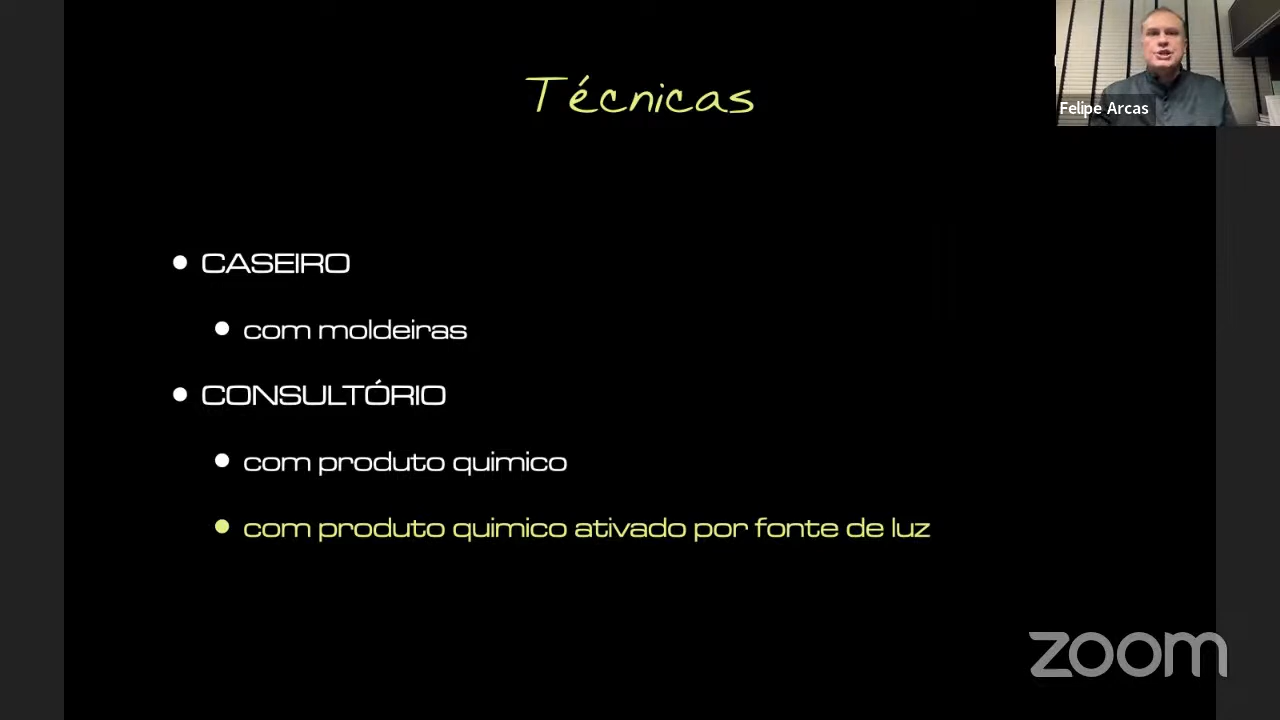 Técnicas
Felipe Arcas
CASEIRO
com moldeiras
CONSULTÓRIO
com produto quimico
com produto quimico ativado por fonte de luz
zoom